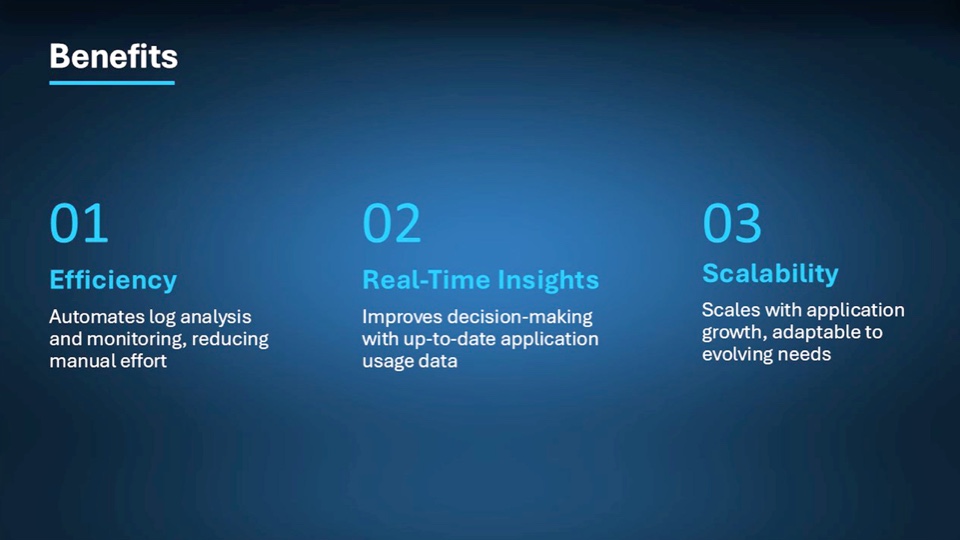 Benefits
01
Efficiency
Automates log analysis
and monitoring, reducing
manual effort
02
Real-Time Insights
Improves decision-making
with up-to-date application
usage data
03
Scalability
Scales with application
growth, adaptable to
evolving needs